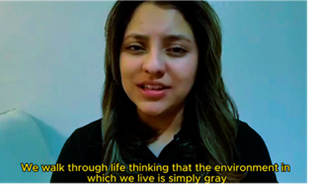 We walk through life thinking that the environment in
which we live is simply gray